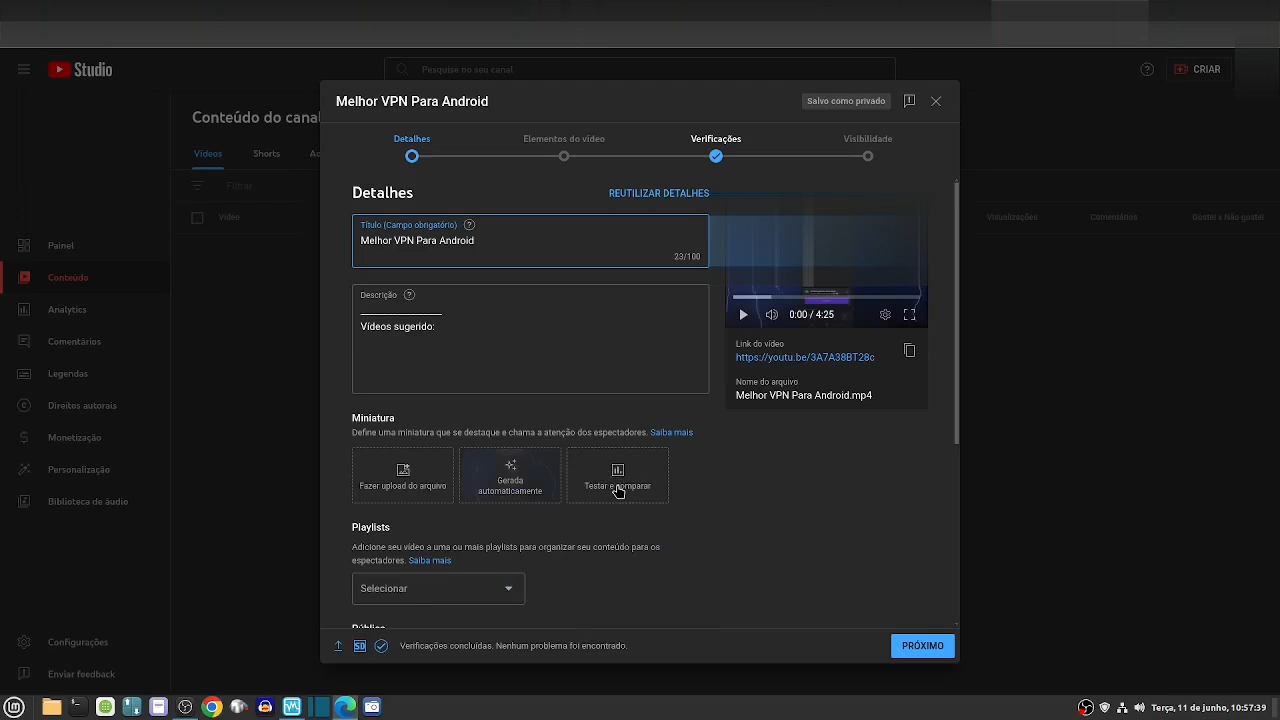 Studio
Pesquise no seu canal
CRIAR
Conteúdo do cana
Vídeos
Shorts
Filtrar
Vídeo
Visualizações
Comentários
Gostei x Não gostei
Painel
Conteúdo
Analytics
Comentários
Legendas
Direitos autorais
Monetização
Personalização
Biblioteca de áudio
Configurações
Enviar feedback
Melhor VPN Para Android
Salvo como privado
Detalhes
Elementos do vídeo
Verificações
Visibilidade
Detalhes
REUTILIZAR DETALHES
Título (Campo obrigatório)
Melhor VPN Para Android
23/100
Descrição
Vídeos sugerido:
0:00 / 4:25
Link do vídeo
https://youtu.be/3A7A38BT28c
Nome do arquivo
Melhor VPN Para Android.mp4
Miniatura
Define uma miniatura que se destaque e chama a atenção dos espectadores. Saiba mais
Fazer upload do arquivo
Gerada
automaticamente
Testar e comparar
Playlists
Adicione seu vídeo a uma ou mais playlists para organizar seu conteúdo para os
espectadores. Saiba mais
Selecionar
Público
SD
Verificações concluídas. Nenhum problema foi encontrado.
PRÓXIMO
Terça, 11 de junho, 10:57:39